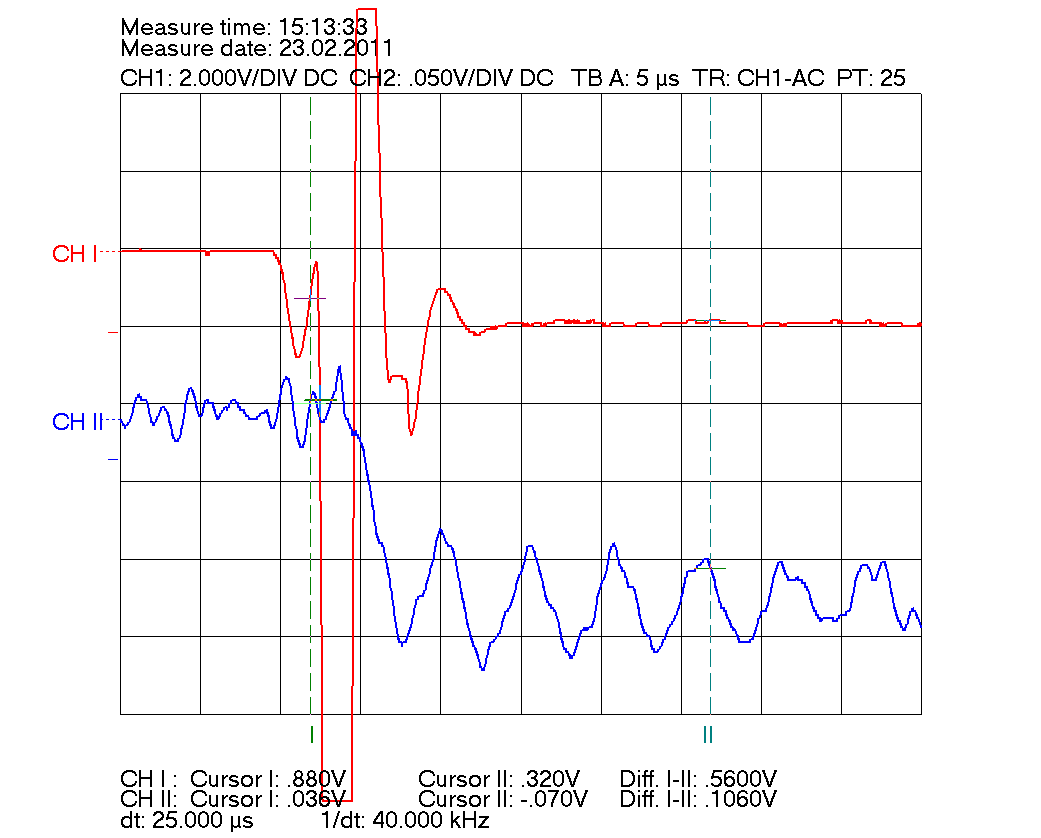 Measure time: 15:13:33
Measure date: 23.02.2011
CH1: 2.000V/DIV DC CH2: .050V/DIV DC TB A: 5 µs TR: CH1-AC PT: 25
CH I
CH II
I
II
CH I : Cursor I: .880V Cursor II: .320V Diff. I-II: .5600V
CH II: Cursor I: .036V Cursor II: -.070V Diff. I-II: .1060V
dt: 25.000 µs 1/dt: 40.000 kHz